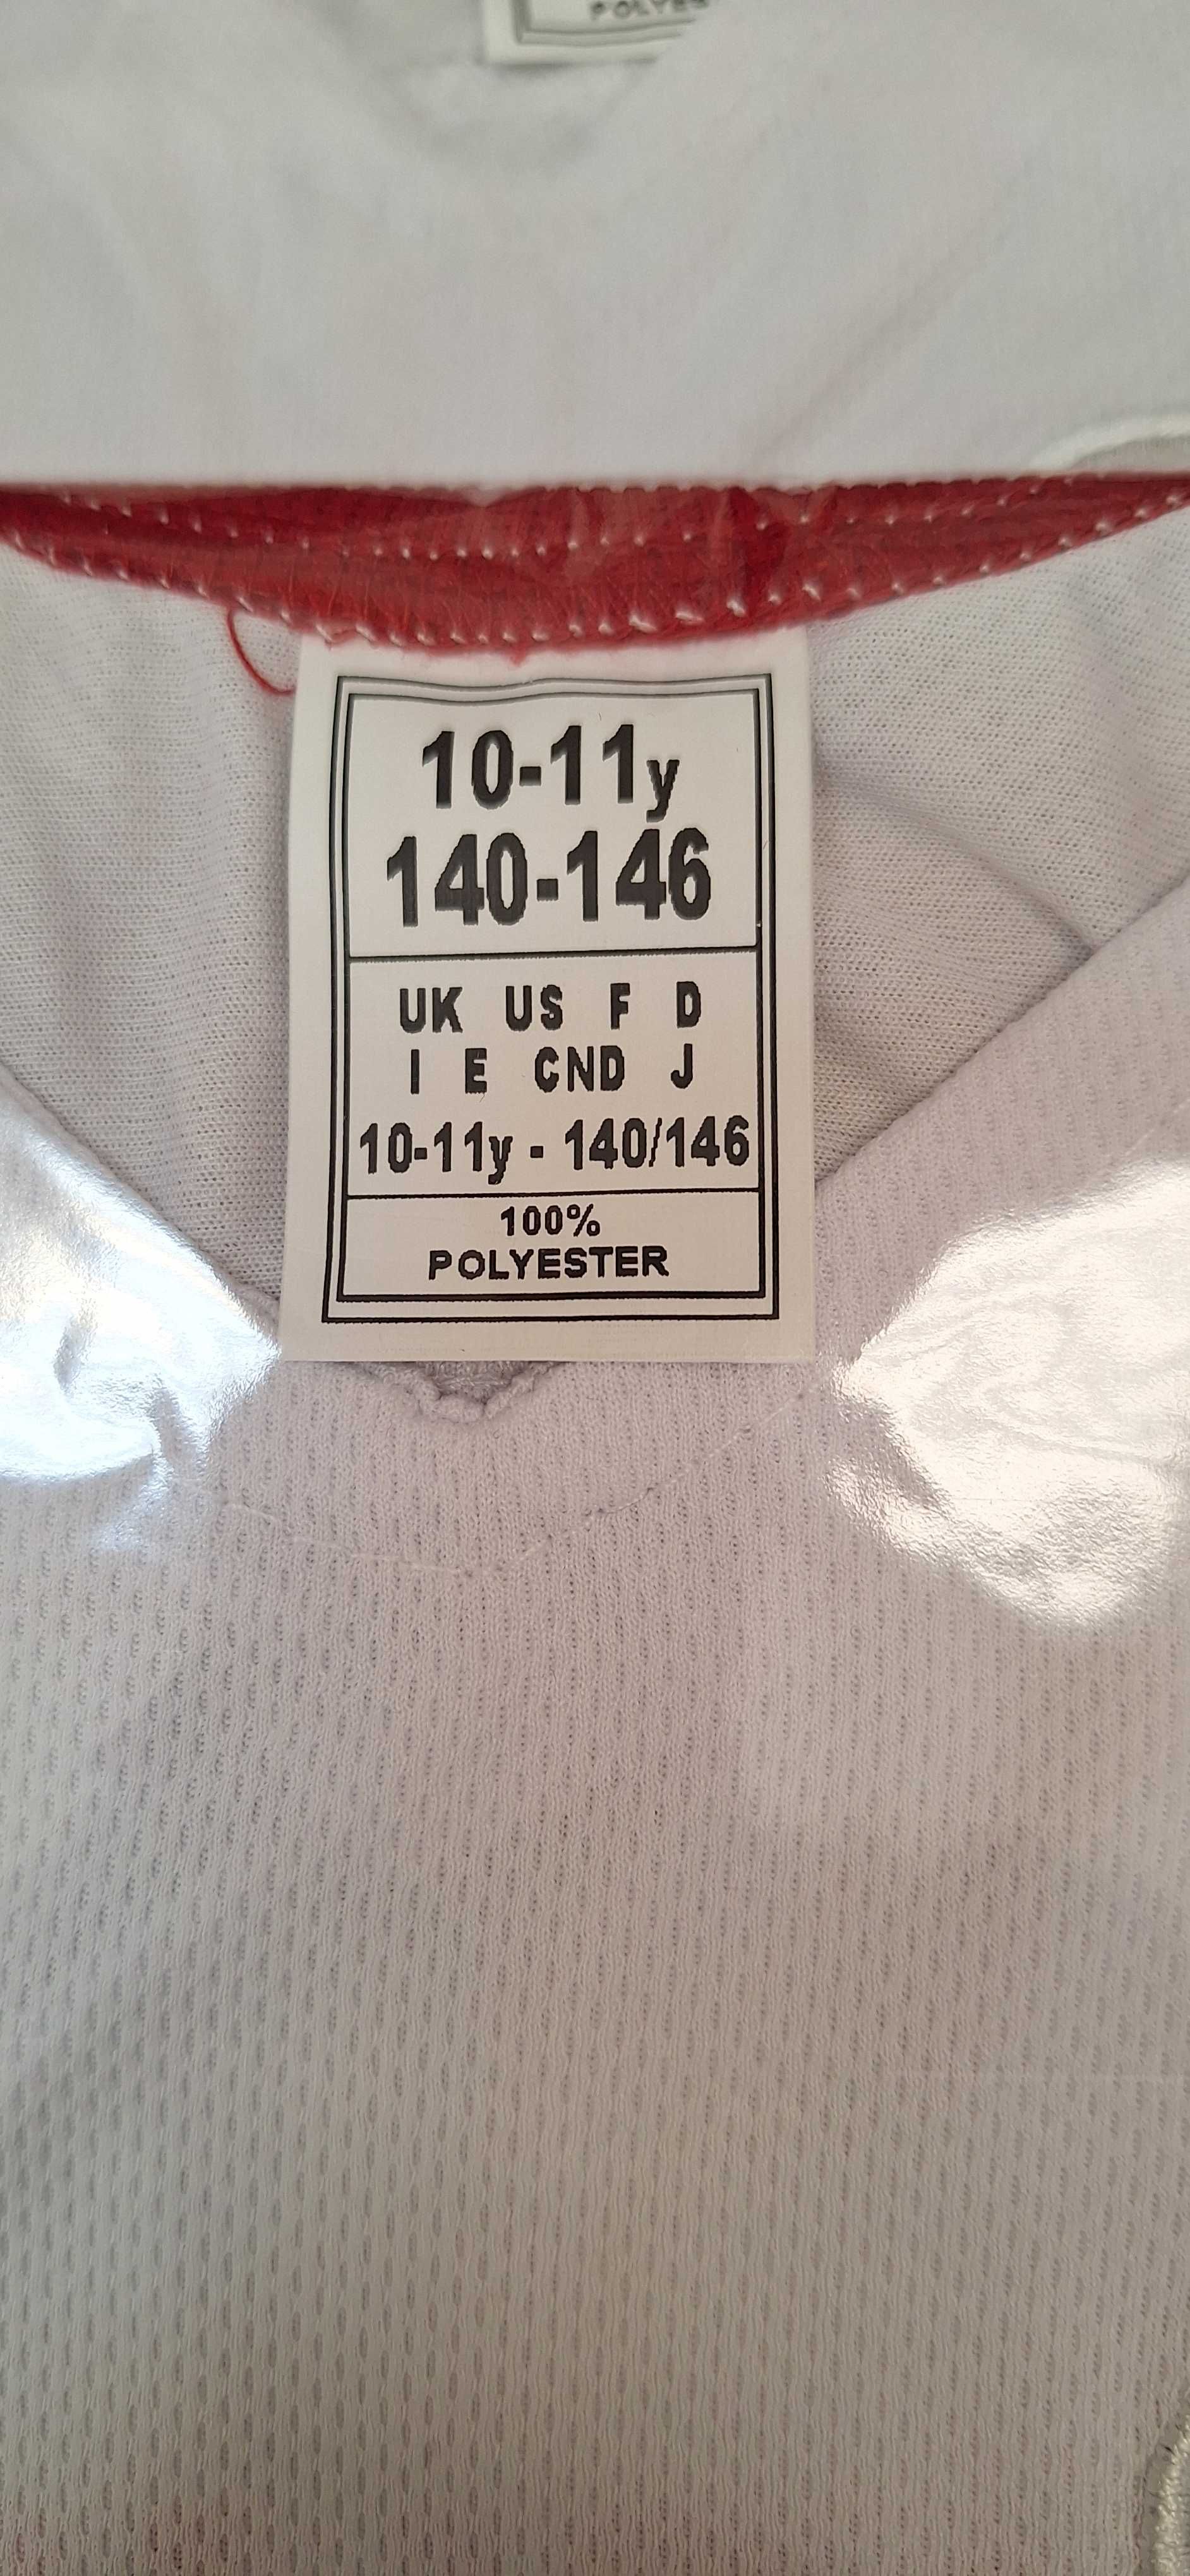 10-11y
140-146
UK US F D
I E CND J
10-11y - 140/146
100%
POLYESTER